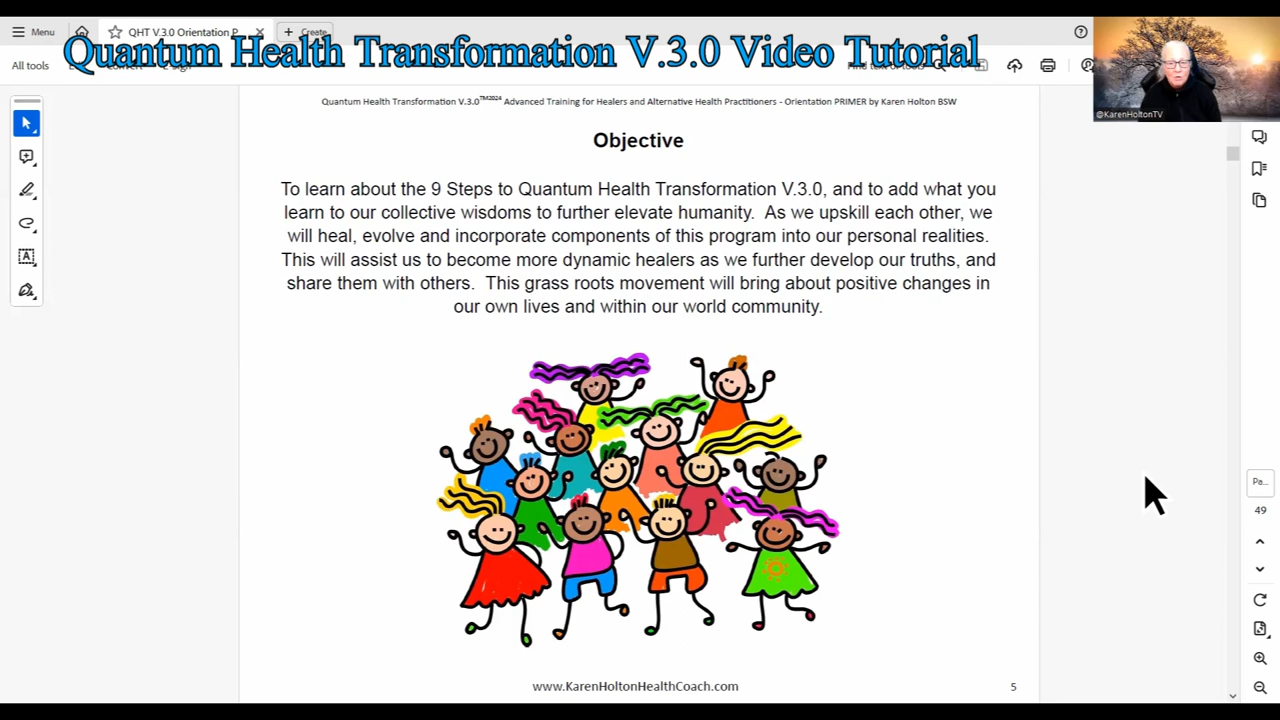 Menu
QHT V.3.0 Orientation P
Create
Quantum Health Transformation V.3.0 Video Tutorial
All tools
@KarenHoltonTV
Quantum Health Transformation V.3.0™2024 Advanced Training for Healers and Alternative Health Practitioners - Orientation PRIMER by Karen Holton BSW
Objective
To learn about the 9 Steps to Quantum Health Transformation V.3.0, and to add what you
learn to our collective wisdoms to further elevate humanity. As we upskill each other, we
will heal, evolve and incorporate components of this program into our personal realities.
This will assist us to become more dynamic healers as we further develop our truths, and
share them with others. This grass roots movement will bring about positive changes in
our own lives and within our world community.
Pa...
49
www.KarenHoltonHealthCoach.com
5